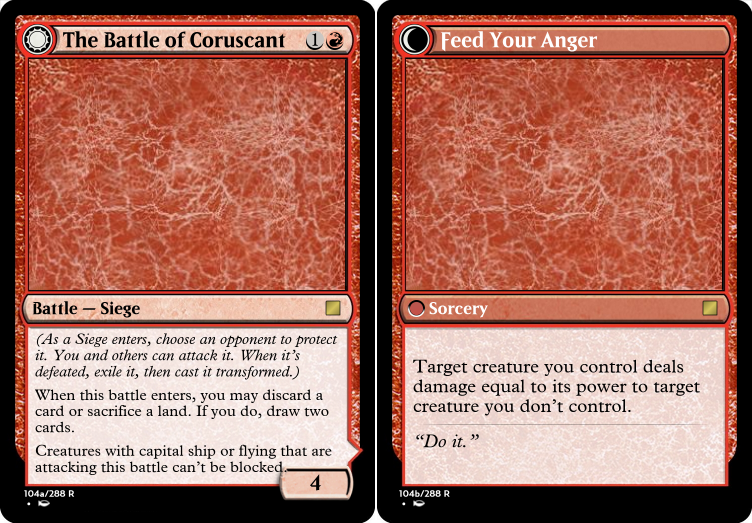 The Battle of Coruscant 1
Battle — Siege
(As a Siege enters, choose an opponent to protect
it. You and others can attack it. When it's
defeated, exile it, then cast it transformed.)
When this battle enters, you may discard a
card or sacrifice a land. If you do, draw two
cards.
Creatures with capital ship or flying that are
attacking this battle can't be blocked.
4
104a/288 R
Feed Your Anger
Sorcery
Target creature you control deals
damage equal to its power to target
creature you don't control.
“Do it.”
104b/288 R